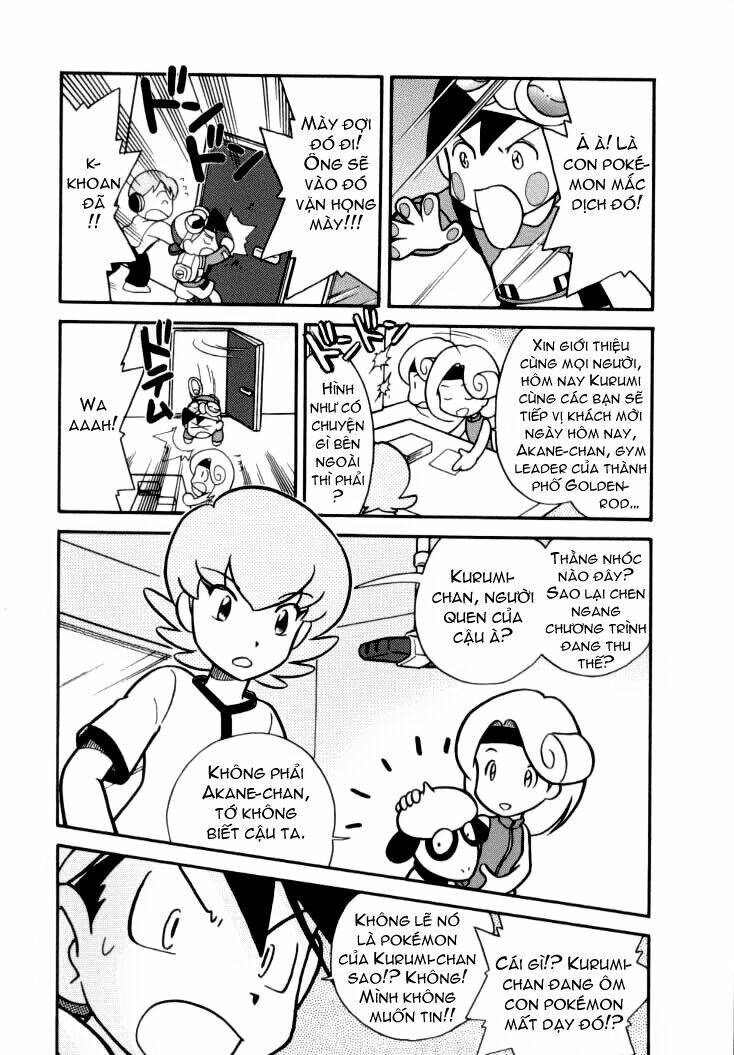 Á à! Là
con Poké-
mon mắc
dịch đó!
Mày đợi
đó đi!
Ông sẽ
vào đó
vặn họng
mày!!!
K-
khoan
đã
!!
ドンドン
Xin giới thiệu
cùng mọi người,
hôm nay Kurumi
cùng các bạn sẽ
tiếp vị khách mời
ngày hôm nay,
Akane-chan, gym
leader của thành
phố Golden-
rod...
Hình
như có
chuyện
gì bên
ngoài
thì phải
?
ドンドン
ドテム
Wa
aaah!
Thằng nhóc
nào đây?
Sao lại chen
ngang
chương trình
đang thu
thế?
Kurumi-
chan, người
quen của
cậu à?
Không phải
Akane-chan,
tớ không
biết cậu ta.
Cái gì!? Kurumi-
chan đang ôm
con pokémon
mất dạy đó!?
Không lẽ nó
là pokémon
của Kurumi-chan
sao!? Không!
Mình không
muốn tin!!